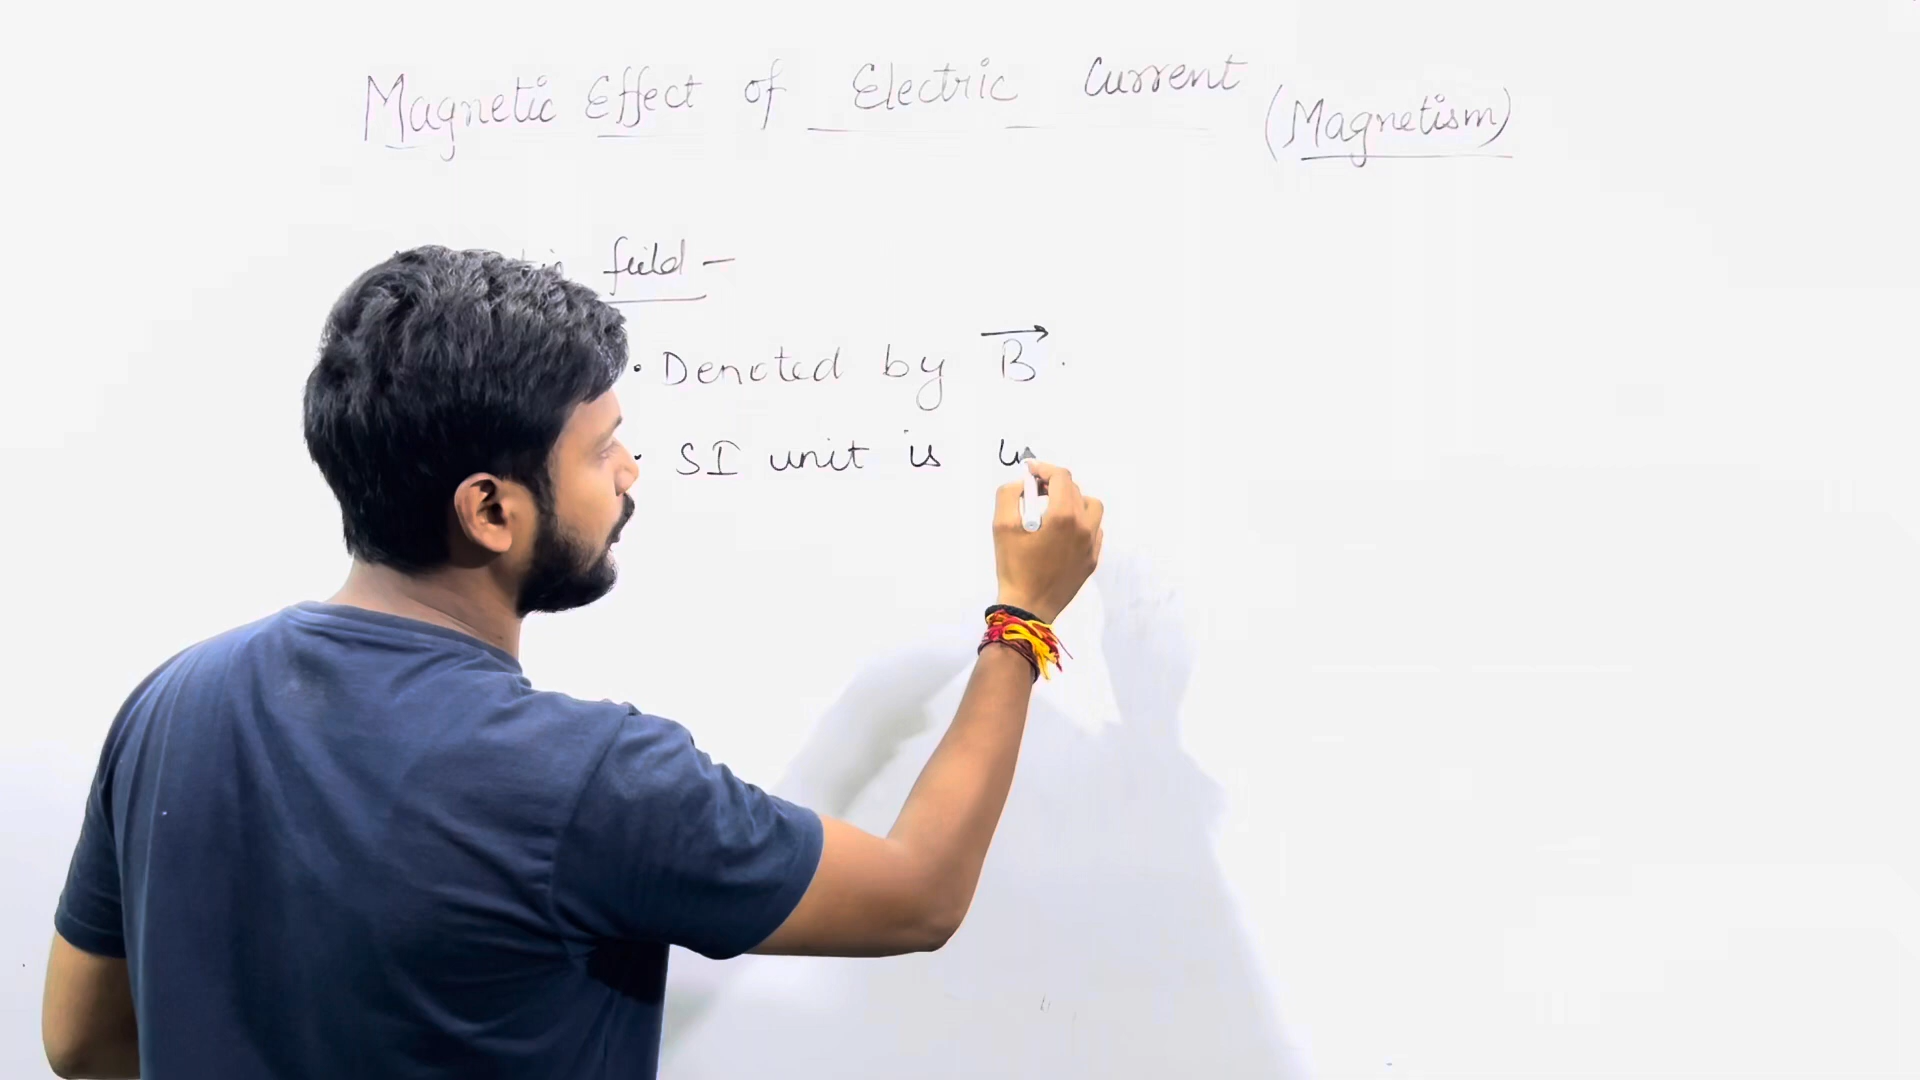 Magnetic Effect of Electric Current (Magnetism)
field -
• Denoted by B.
• SI unit is